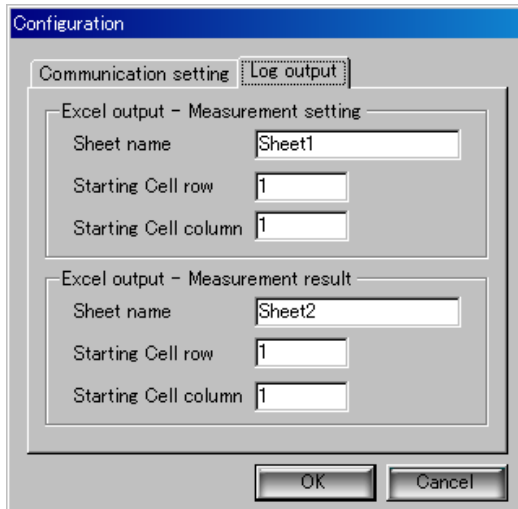 Configuration
Communication setting Log output
Excel output - Measurement setting
Sheet name Sheet1
Starting Cell row 1
Starting Cell column 1
Excel output - Measurement result
Sheet name Sheet2
Starting Cell row 1
Starting Cell column 1
OK Cancel